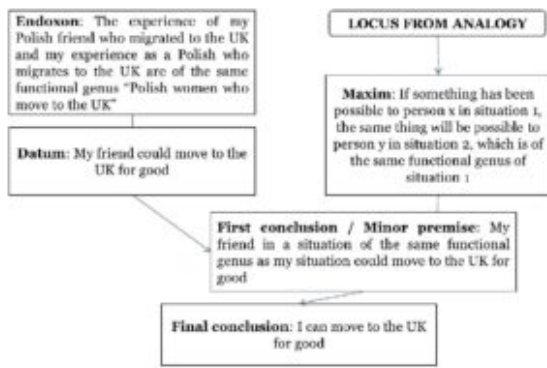 Endoxon: The experience of my
Polish friend who migrated to the UK
and my experience as a Polish who
migrates to the UK are of the same
functional genus "Polish women who
move to the UK"
LOCUS FROM ANALOGY
Maxim: If something has been
possible to person x in situation 1,
the same thing will be possible to
person y in situation 2, which is of
the same functional genus of
situation 1
Datum: My friend could move to the
UK for good
First conclusion / Minor premise: My
friend in a situation of the same functional
genus as my situation could move to the UK for
good
Final conclusion: I can move to the UK
for good